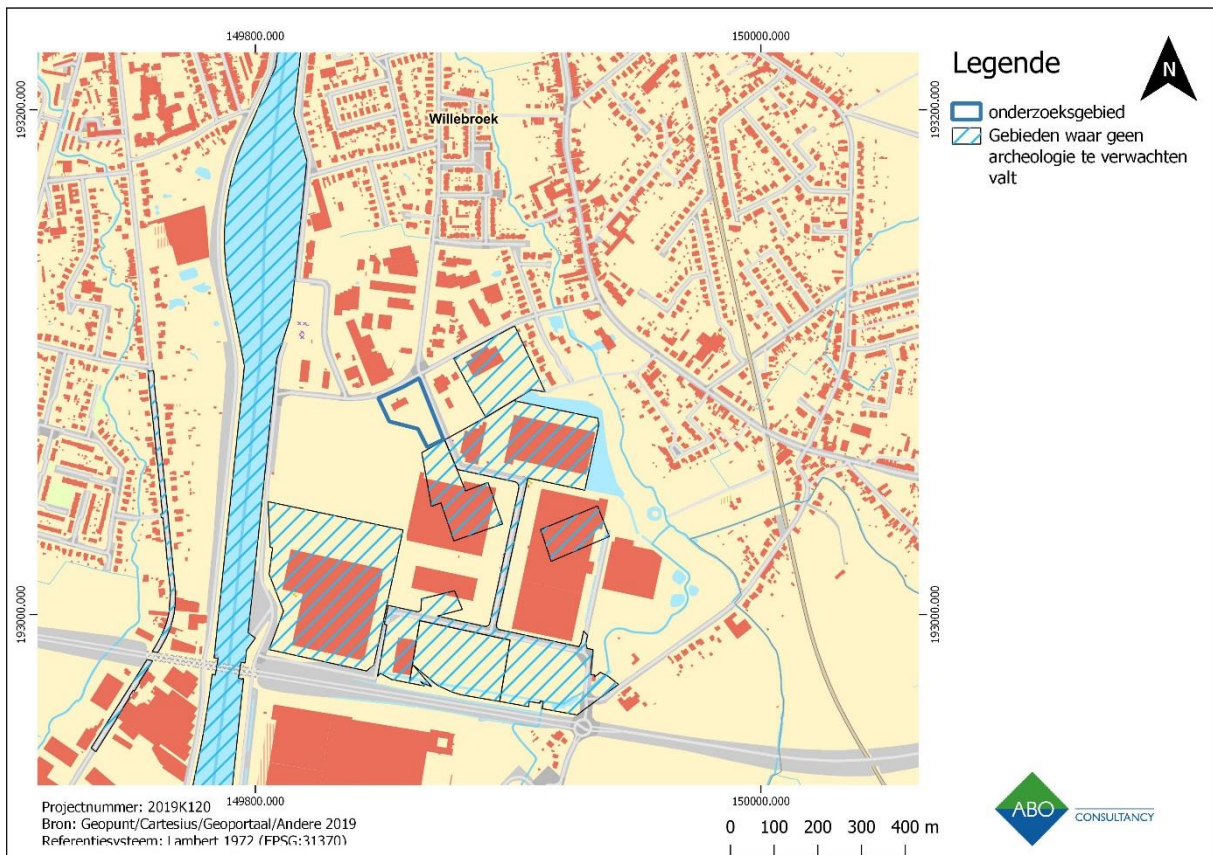 149800.000
150000.000
193200.000
193200.000
Willebroek
Legende
N
onderzoeksgebied
Gebieden waar geen
archeologie te verwachten
valt
193000.000
193000.000
149800.000
150000.000
Projectnummer: 2019K120
Bron: Geopunt/Cartesius/Geoportaal/Andere 2019
Referentiesysteem: Lambert 1972 (EPSG:31370)
0 100 200 300 400 m
ABO
CONSULTANCY